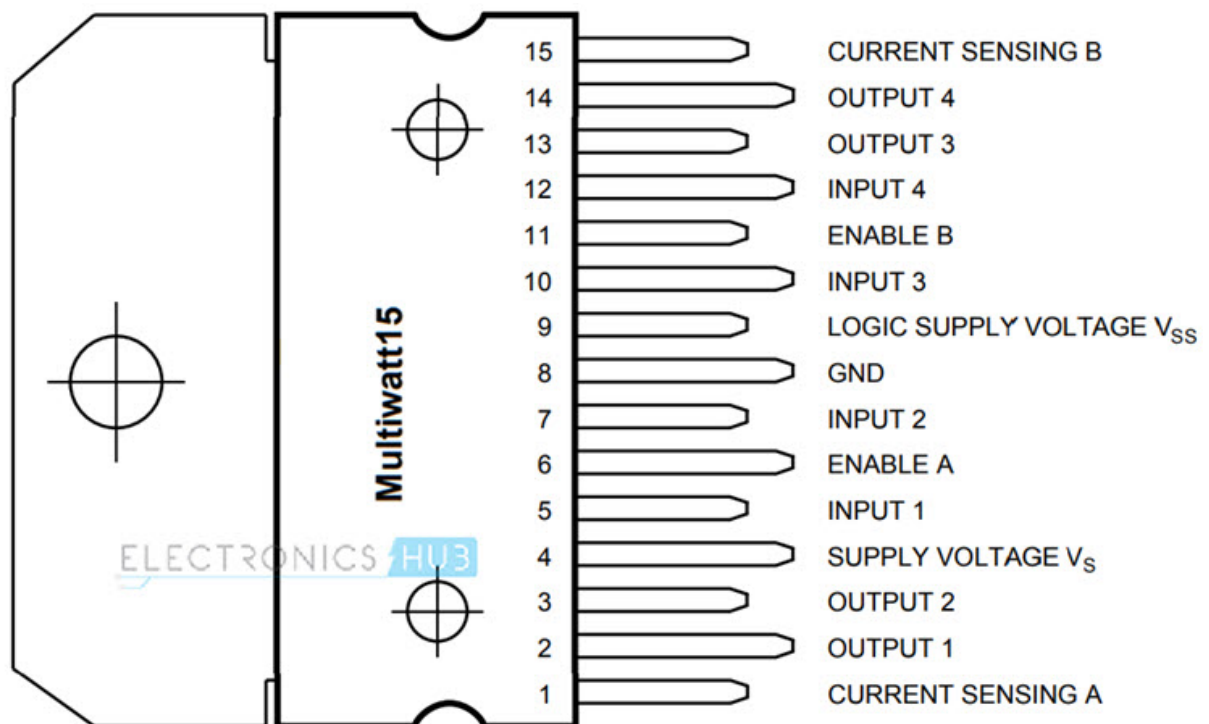 15 CURRENT SENSING B
14 OUTPUT 4
13 OUTPUT 3
12 INPUT 4
11 ENABLE B
10 INPUT 3
9 LOGIC SUPPLY VOLTAGE VSS
8 GND
7 INPUT 2
6 ENABLE A
5 INPUT 1
4 SUPPLY VOLTAGE VS
3 OUTPUT 2
2 OUTPUT 1
1 CURRENT SENSING A
Multiwatt15
ELECTRONICS HUB